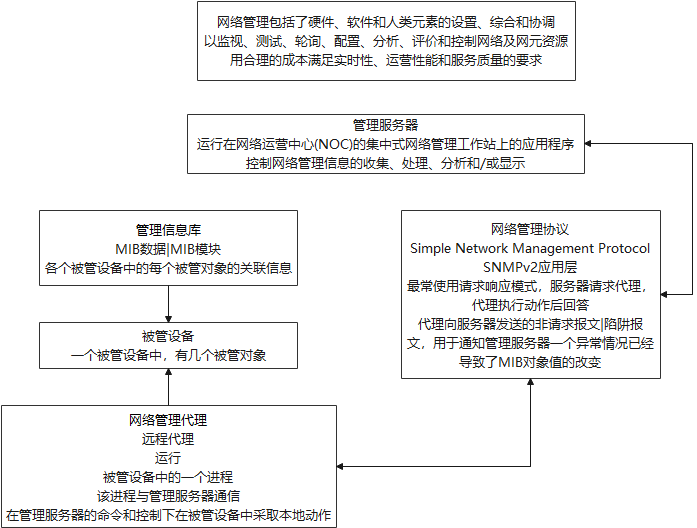 网络管理包括了硬件、软件和人类元素的设置、综合和协调
以监视、测试、轮询、配置、分析、评价和控制网络及网元资源
用合理的成本满足实时性、运营性能和服务质量的要求
管理服务器
运行在网络运营中心(NOC)的集中式网络管理工作站上的应用程序
控制网络管理信息的收集、处理、分析和/或显示
管理信息库
MIB数据|MIB模块
各个被管设备中的每个被管对象的关联信息
网络管理协议
Simple Network Management Protocol
SNMPv2应用层
最常使用请求响应模式，服务器请求代理，
代理执行动作后回答
代理向服务器发送的非请求报文|陷阱报
文，用于通知管理服务器一个异常情况已经
导致了MIB对象值的改变
被管设备
一个被管设备中，有几个被管对象
网络管理代理
远程代理
运行
被管设备中的一个进程
该进程与管理服务器通信
在管理服务器的命令和控制下在被管设备中采取本地动作